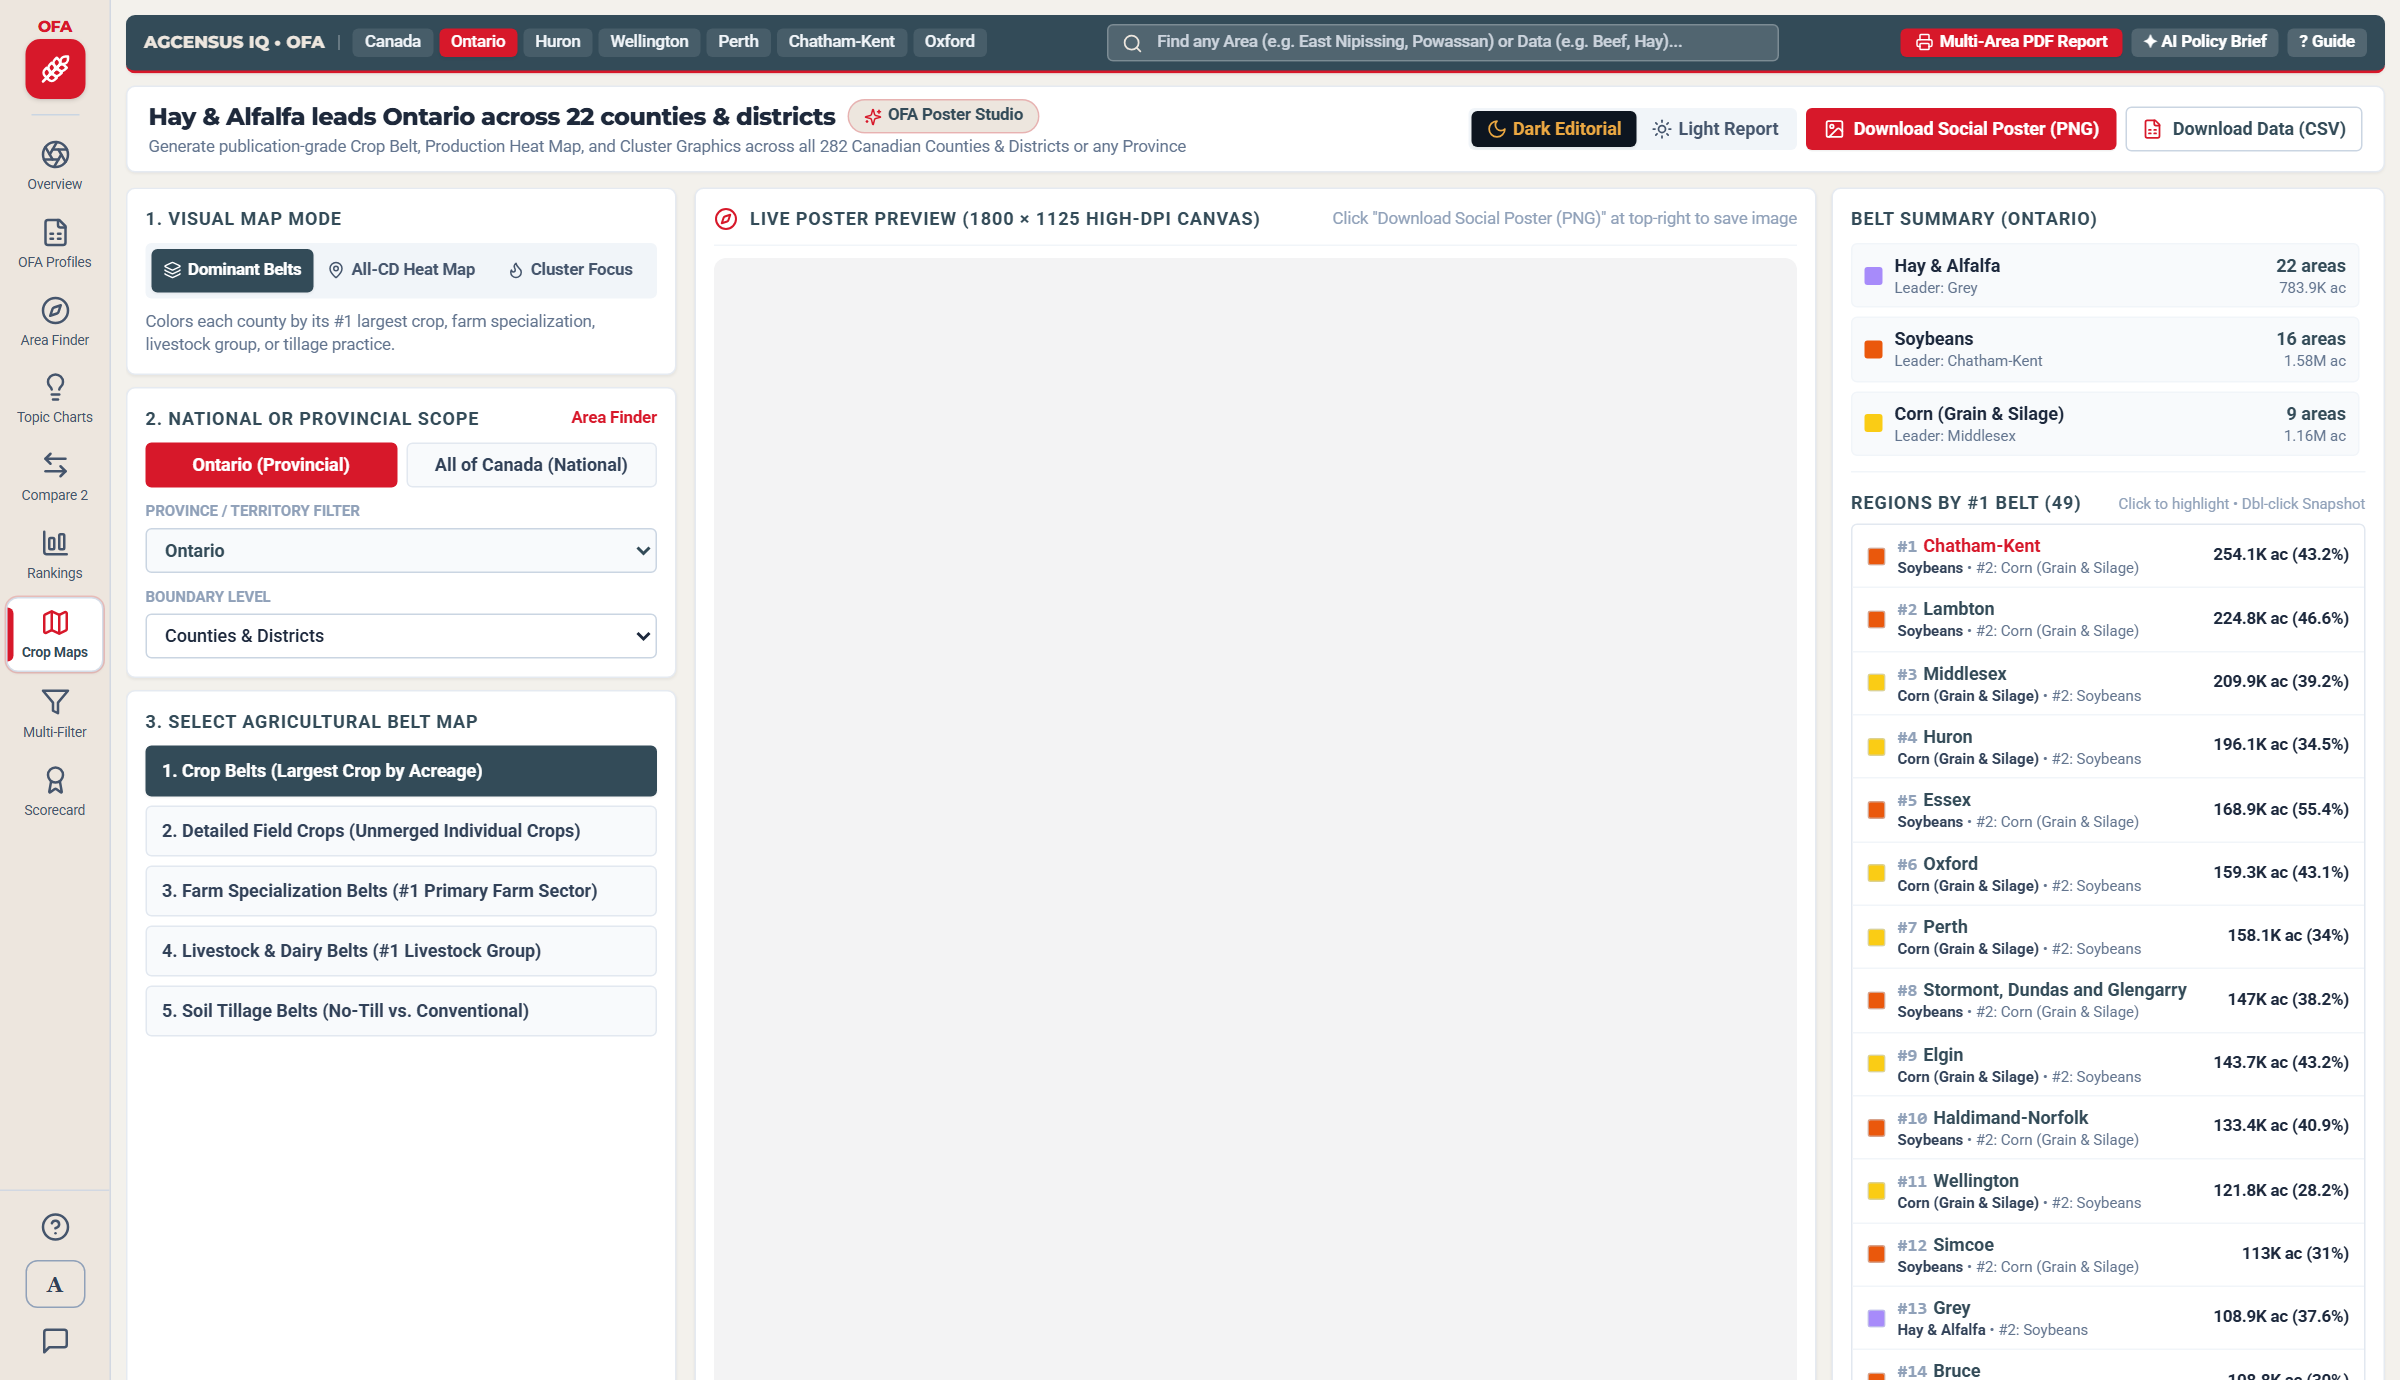 OFA
Overview
OFA Profiles
Area Finder
Topic Charts
Compare 2
Rankings
Crop Maps
Multi-Filter
Scorecard
A
AGCENSUS IQ • OFA | Canada Ontario Huron Wellington Perth Chatham-Kent Oxford
Find any Area (e.g. East Nipissing, Powassan) or Data (e.g. Beef, Hay)...
Multi-Area PDF Report
✦ AI Policy Brief
? Guide
Hay & Alfalfa leads Ontario across 22 counties & districts
OFA Poster Studio
Generate publication-grade Crop Belt, Production Heat Map, and Cluster Graphics across all 282 Canadian Counties & Districts or any Province
Dark Editorial
Light Report
Download Social Poster (PNG)
Download Data (CSV)
1. VISUAL MAP MODE
Dominant Belts
All-CD Heat Map
Cluster Focus
Colors each county by its #1 largest crop, farm specialization,
livestock group, or tillage practice.
2. NATIONAL OR PROVINCIAL SCOPE
Area Finder
Ontario (Provincial)
All of Canada (National)
PROVINCE / TERRITORY FILTER
Ontario
BOUNDARY LEVEL
Counties & Districts
3. SELECT AGRICULTURAL BELT MAP
1. Crop Belts (Largest Crop by Acreage)
2. Detailed Field Crops (Unmerged Individual Crops)
3. Farm Specialization Belts (#1 Primary Farm Sector)
4. Livestock & Dairy Belts (#1 Livestock Group)
5. Soil Tillage Belts (No-Till vs. Conventional)
LIVE POSTER PREVIEW (1800 × 1125 HIGH-DPI CANVAS)
Click "Download Social Poster (PNG)" at top-right to save image
BELT SUMMARY (ONTARIO)
Hay & Alfalfa 22 areas
Leader: Grey 783.9K ac
Soybeans 16 areas
Leader: Chatham-Kent 1.58M ac
Corn (Grain & Silage) 9 areas
Leader: Middlesex 1.16M ac
REGIONS BY #1 BELT (49)
Click to highlight • Dbl-click Snapshot
#1 Chatham-Kent 254.1K ac (43.2%)
Soybeans • #2: Corn (Grain & Silage)
#2 Lambton 224.8K ac (46.6%)
Soybeans • #2: Corn (Grain & Silage)
#3 Middlesex 209.9K ac (39.2%)
Corn (Grain & Silage) • #2: Soybeans
#4 Huron 196.1K ac (34.5%)
Corn (Grain & Silage) • #2: Soybeans
#5 Essex 168.9K ac (55.4%)
Soybeans • #2: Corn (Grain & Silage)
#6 Oxford 159.3K ac (43.1%)
Corn (Grain & Silage) • #2: Soybeans
#7 Perth 158.1K ac (34%)
Corn (Grain & Silage) • #2: Soybeans
#8 Stormont, Dundas and Glengarry 147K ac (38.2%)
Soybeans • #2: Corn (Grain & Silage)
#9 Elgin 143.7K ac (43.2%)
Corn (Grain & Silage) • #2: Soybeans
#10 Haldimand-Norfolk 133.4K ac (40.9%)
Soybeans • #2: Corn (Grain & Silage)
#11 Wellington 121.8K ac (28.2%)
Corn (Grain & Silage) • #2: Soybeans
#12 Simcoe 113K ac (31%)
Soybeans • #2: Corn (Grain & Silage)
#13 Grey 108.9K ac (37.6%)
Hay & Alfalfa • #2: Soybeans
#14 Bruce